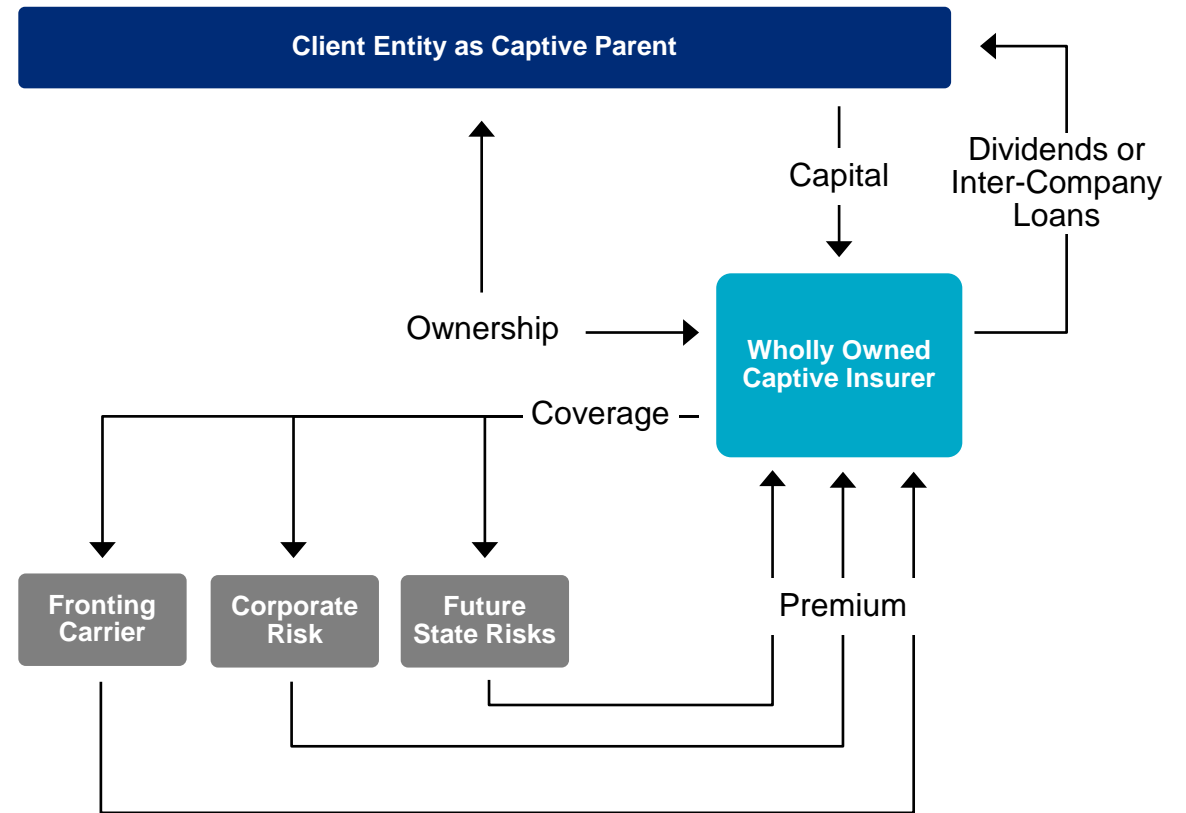 Client Entity as Captive Parent
Capital
Dividends or
Inter-Company
Loans
Ownership
Wholly Owned
Captive Insurer
Coverage
Fronting
Carrier
Corporate
Risk
Future
State Risks
Premium